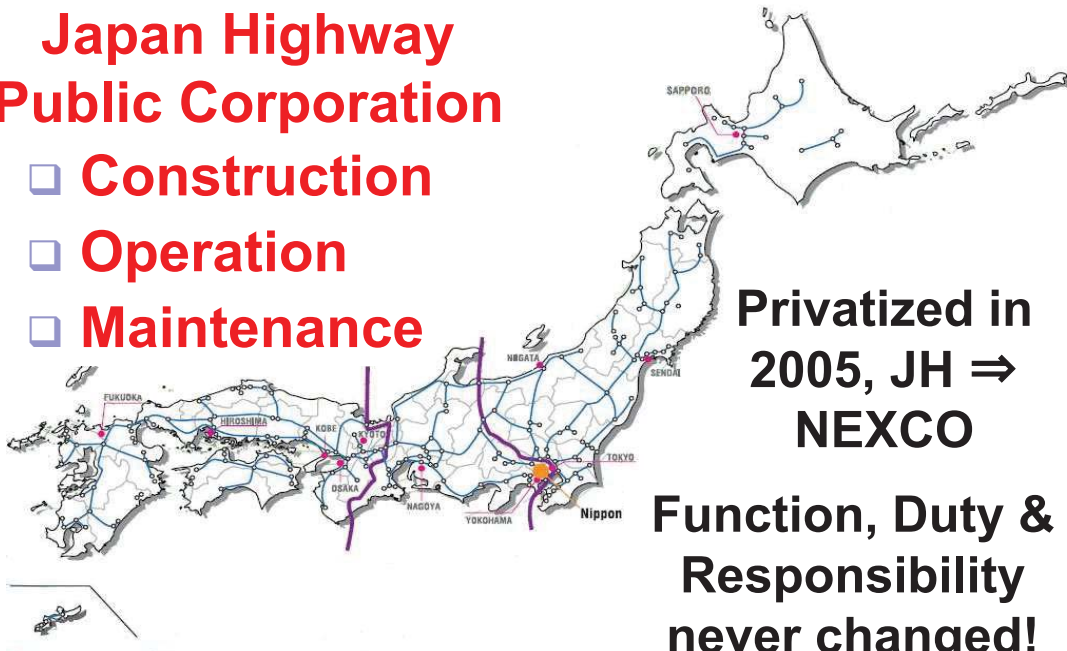 Japan Highway
Public Corporation
❑ Construction
❑ Operation
❑ Maintenance
SAPPORO
Privatized in
2005, JH ⇒
NEXCO
NIIGATA
SENDAI
FUKUOKA
HIROSHIMA
KOBE
KYOTO
TOKYO
OSAKA
NAGOYA
YOKOHAMA
Nippon
Function, Duty &
Responsibility
never changed!